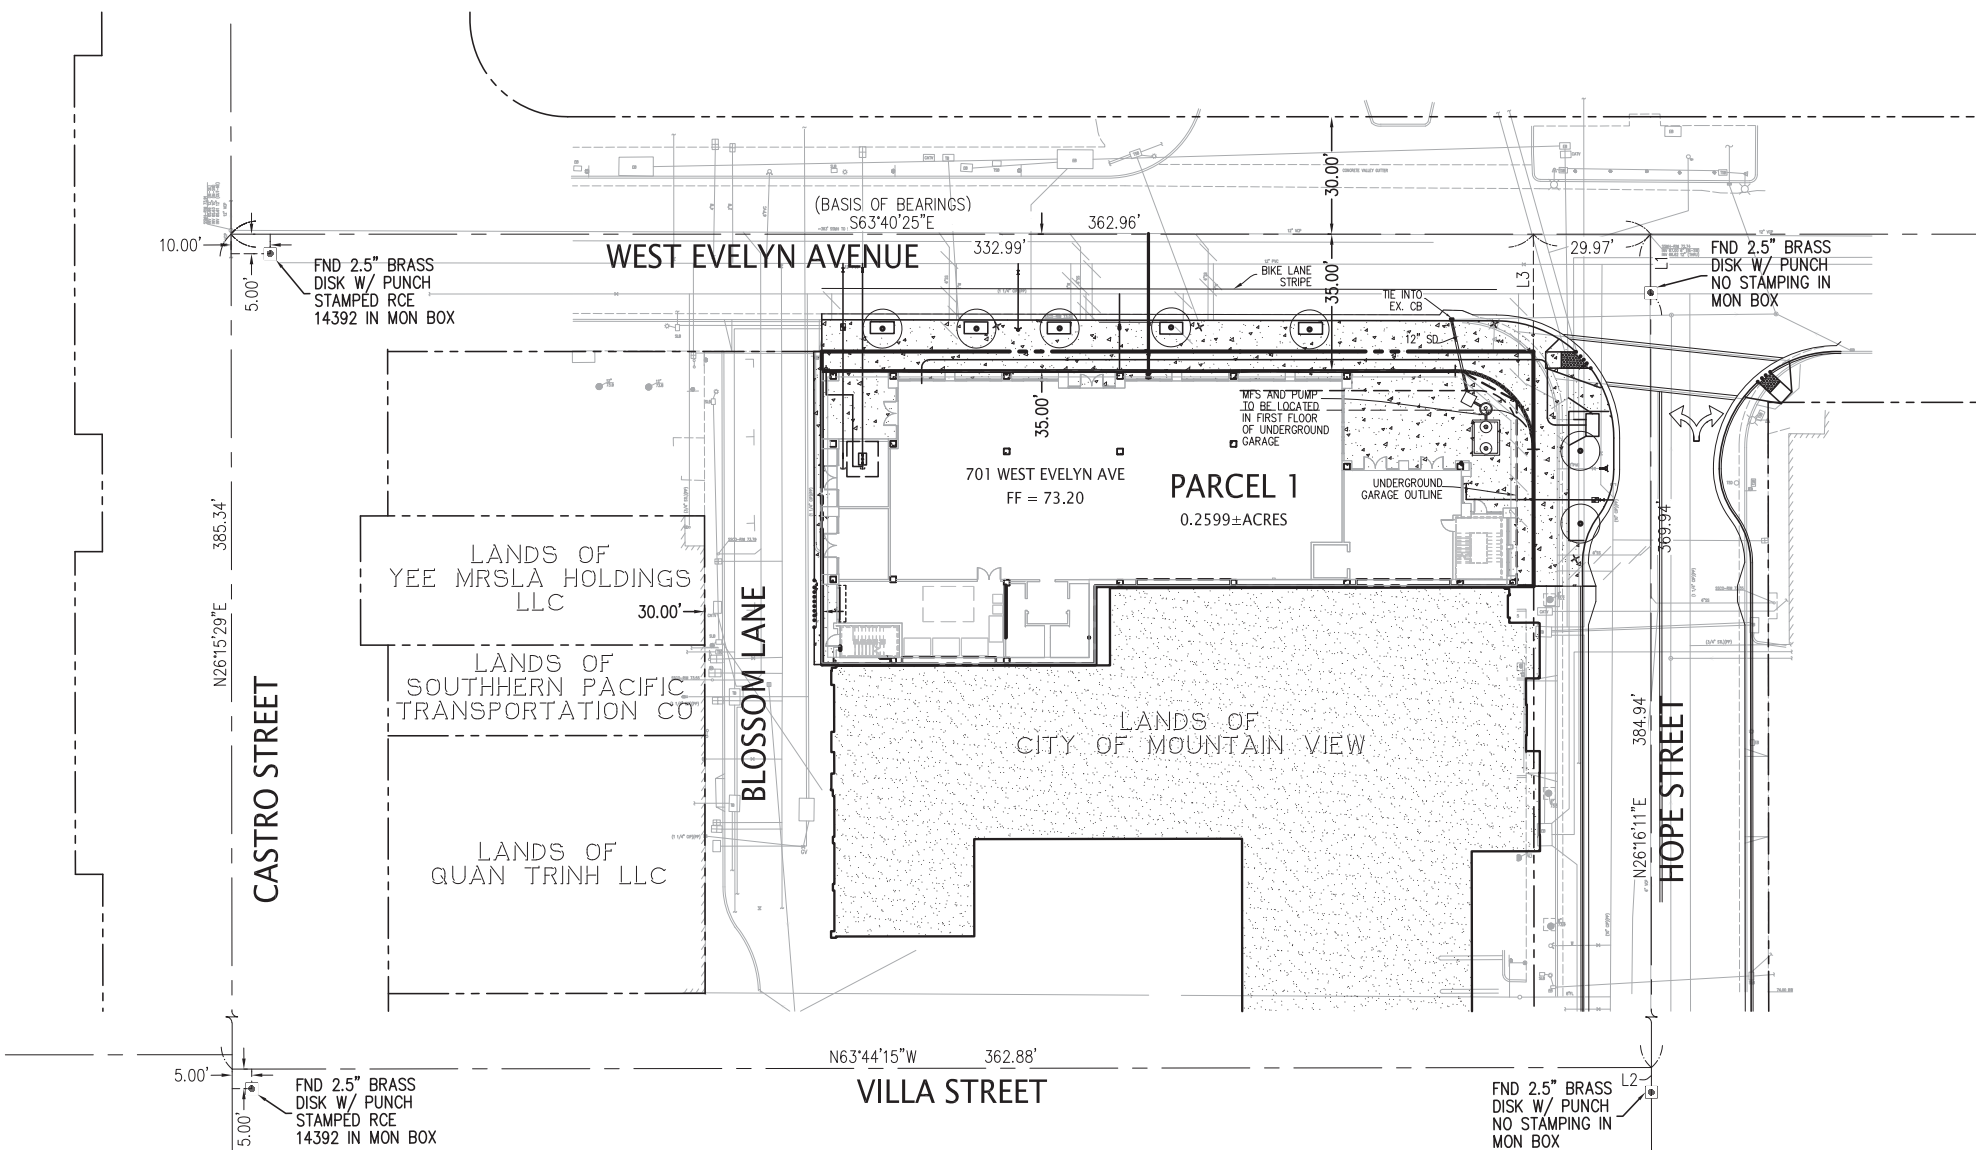 30.00'
(BASIS OF BEARINGS)
S63°40'25"E
362.96'
10.00'
WEST EVELYN AVENUE
332.99'
29.97'
5.00'
FND 2.5" BRASS
DISK W/ PUNCH
STAMPED RCE
14392 IN MON BOX
BIKE LANE
STRIPE
35.00'
TIE INTO
EX. CB
L3
L1
FND 2.5" BRASS
DISK W/ PUNCH
NO STAMPING IN
MON BOX
12" SD
35.00'
MFS AND PUMP
TO BE LOCATED
IN FIRST FLOOR
OF UNDERGROUND
GARAGE
701 WEST EVELYN AVE
FF = 73.20
PARCEL 1
0.2599±ACRES
UNDERGROUND
GARAGE OUTLINE
385.34'
N26°15'29"E
CASTRO STREET
LANDS OF
YEE MRSLA HOLDINGS
LLC
30.00'
BLOSSOM LANE
LANDS OF
SOUTHHERN PACIFIC
TRANSPORTATION CO
LANDS OF
QUAN TRINH LLC
LANDS OF
CITY OF MOUNTAIN VIEW
369.94'
384.94'
N26°16'11"E
HOPE STREET
N63°44'15"W
362.88'
VILLA STREET
5.00'
5.00'
FND 2.5" BRASS
DISK W/ PUNCH
STAMPED RCE
14392 IN MON BOX
L2
FND 2.5" BRASS
DISK W/ PUNCH
NO STAMPING IN
MON BOX